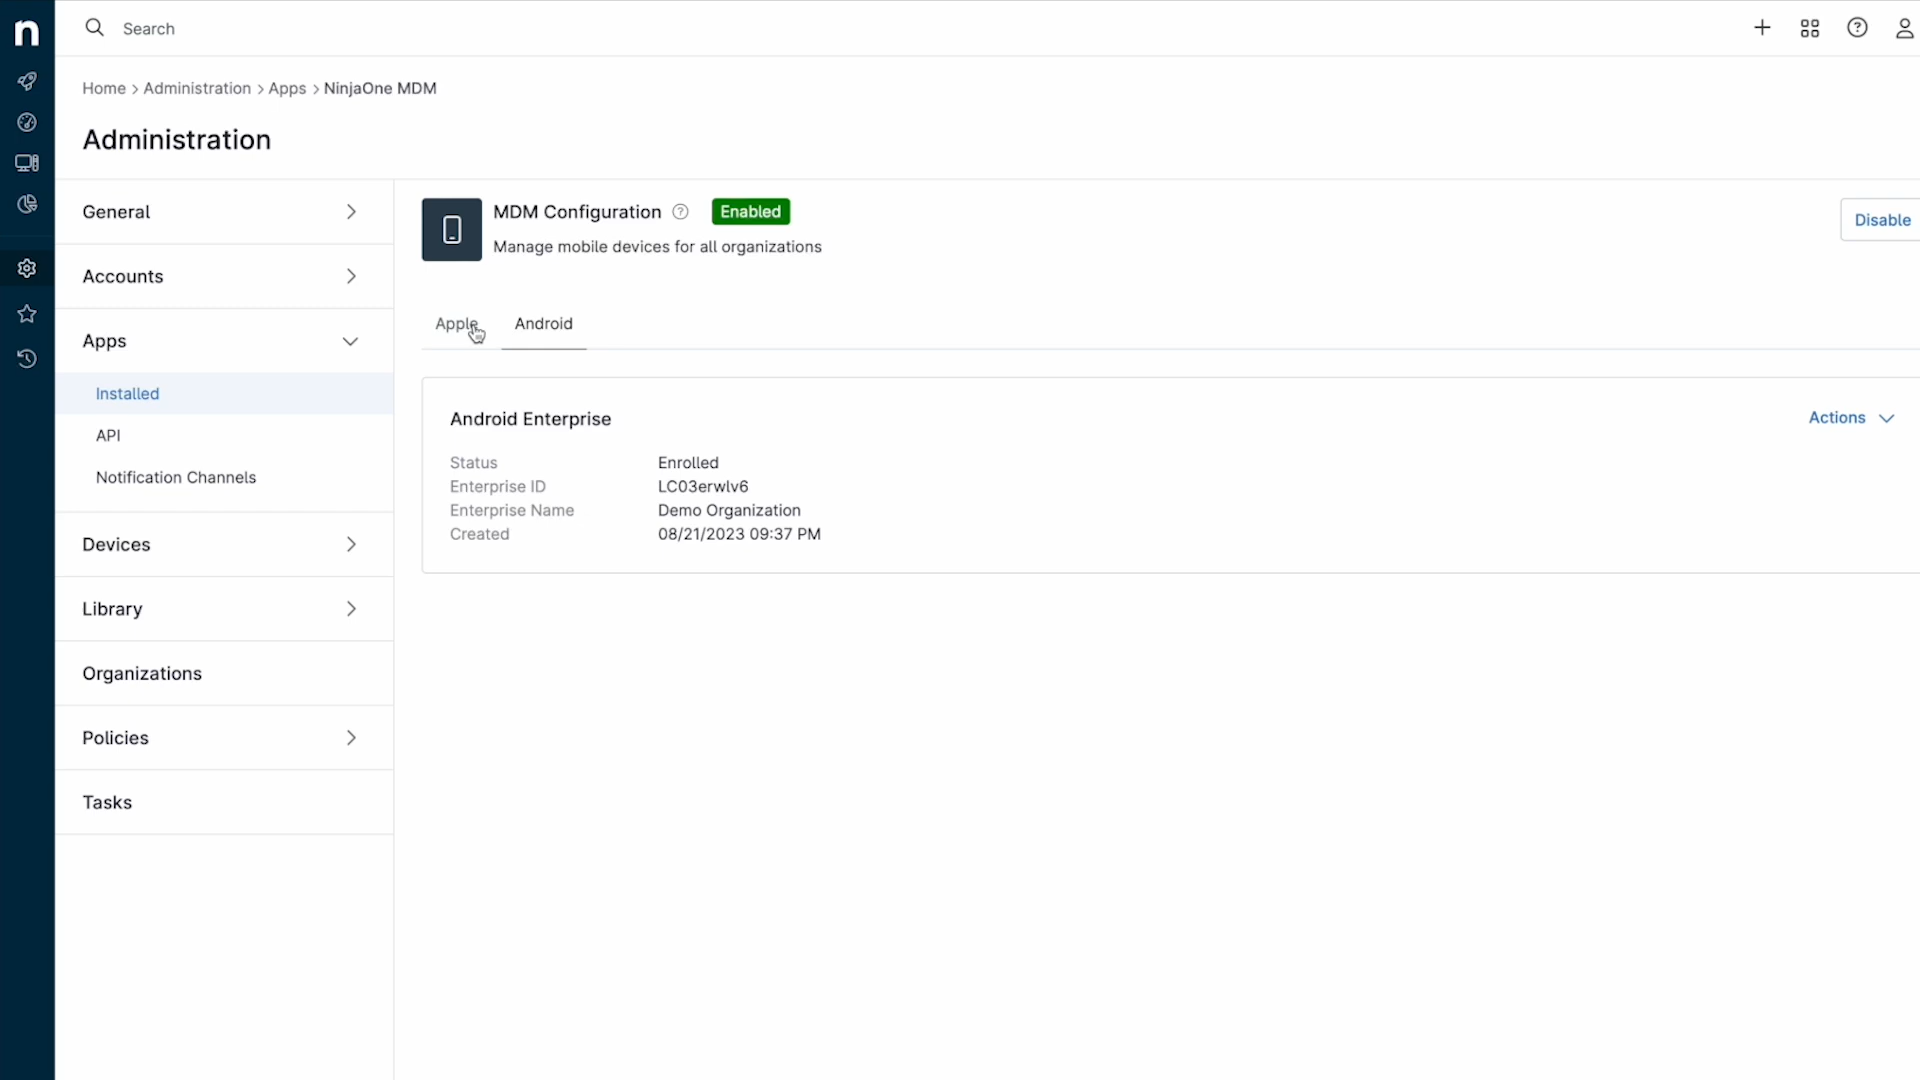 n
Search
Home > Administration > Apps > NinjaOne MDM
Administration
General
Accounts
Apps
Installed
API
Notification Channels
Devices
Library
Organizations
Policies
Tasks
MDM Configuration ? Enabled
Manage mobile devices for all organizations
Disable
Apple Android
Android Enterprise
Actions
Status Enrolled
Enterprise ID LC03erwlv6
Enterprise Name Demo Organization
Created 08/21/2023 09:37 PM